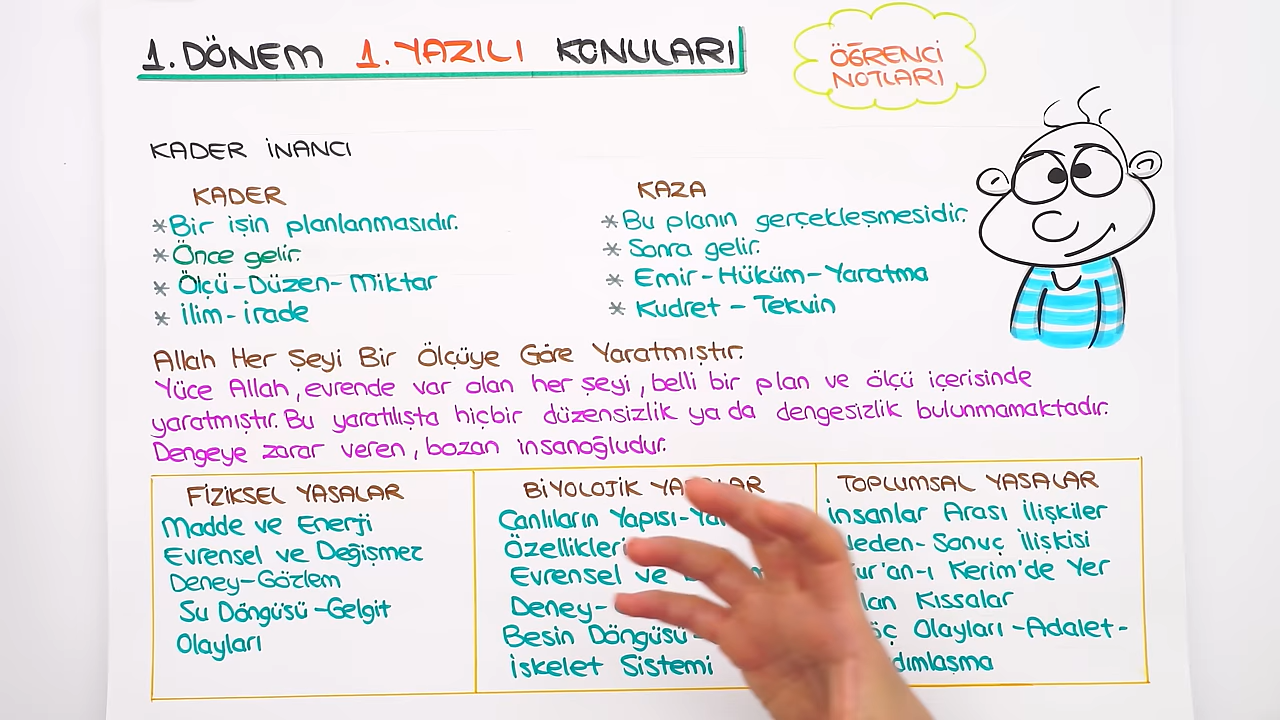 1. DÖNEM 1. YAZILI KONULARI
ÖĞRENCİ
NOTLARI
KADER İNANCI
KADER
*Bir işin planlanmasıdır.
*Önce gelir.
* Ölçü-Düzen-Miktar
* İlim-irade
KAZA
*Bu planın gerçekleşmesidir.
*Sonra gelir.
* Emir-Hüküm-Yaratma
* Kudret - Tekvin
Allah Her Şeyi Bir Ölçüye Göre Yaratmıştır.
Yüce Allah, evrende var olan her şeyi, belli bir plan ve ölçü içerisinde
yaratmıştır. Bu yaratılışta hiçbir düzensizlik ya da dengesizlik bulunmamaktadır.
Dengeye zarar veren, bozan insanoğludur.
FİZİKSEL YASALAR
Madde ve Enerji
Evrensel ve Değişmez
Deney-Gözlem
Su Döngüsü-Gelgit
Olayları
BİYOLOJİK YASALAR
Canlıların Yapısı-
Evrensel ve
Deney-
Besin Döngüsü-
İskelet Sistemi
TOPLUMSAL YASALAR
İnsanlar Arası İlişkiler
Neden-Sonuç İlişkisi
Kur'an-ı Kerim'de Yer
Kıssalar
Olayları-Adalet-